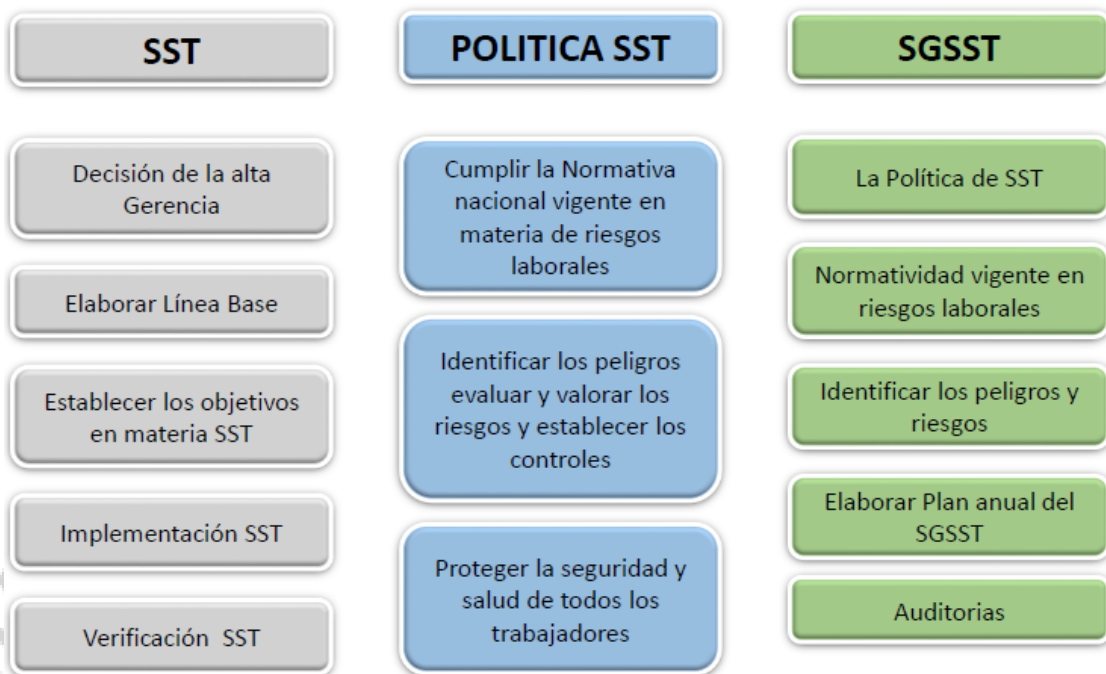 SST
Decisión de la alta
Gerencia
Elaborar Línea Base
Establecer los objetivos
en materia SST
Implementación SST
Verificación SST
POLITICA SST
Cumplir la Normativa
nacional vigente en
materia de riesgos
laborales
Identificar los peligros
evaluar y valorar los
riesgos y establecer los
controles
Proteger la seguridad y
salud de todos los
trabajadores
SGSST
La Política de SST
Normatividad vigente en
riesgos laborales
Identificar los peligros y
riesgos
Elaborar Plan anual del
SGSST
Auditorias